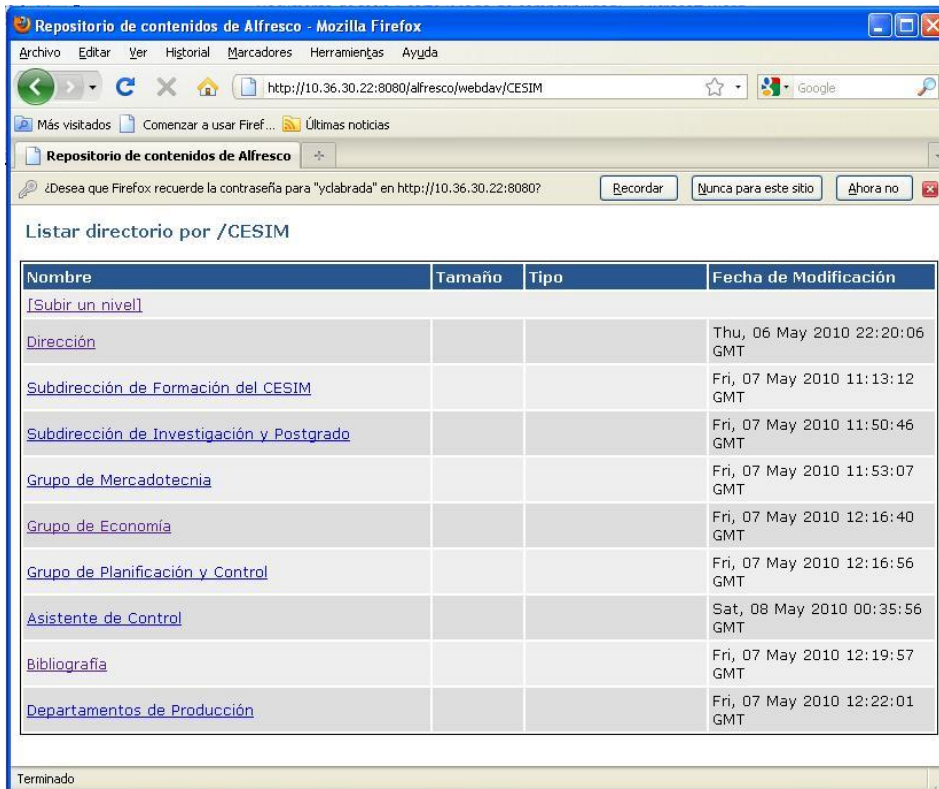 Repositorio de contenidos de Alfresco - Mozilla Firefox
Archivo Editar Ver Historial Marcadores Herramientas Ayuda
http://10.36.30.22:8080/alfresco/webdav/CESIM Google
Más visitados Comenzar a usar Firef... Últimas noticias
Repositorio de contenidos de Alfresco
¿Desea que Firefox recuerde la contraseña para "yclabrada" en http://10.36.30.22:8080? Recordar Nunca para este sitio Ahora no
Listar directorio por /CESIM
Nombre Tamaño Tipo Fecha de Modificación
[Subir un nivel]
Dirección Thu, 06 May 2010 22:20:06
GMT
Subdirección de Formación del CESIM Fri, 07 May 2010 11:13:12
GMT
Subdirección de Investigación y Postgrado Fri, 07 May 2010 11:50:46
GMT
Grupo de Mercadotecnia Fri, 07 May 2010 11:53:07
GMT
Grupo de Economía Fri, 07 May 2010 12:16:40
GMT
Grupo de Planificación y Control Fri, 07 May 2010 12:16:56
GMT
Asistente de Control Sat, 08 May 2010 00:35:56
GMT
Bibliografía Fri, 07 May 2010 12:19:57
GMT
Departamentos de Producción Fri, 07 May 2010 12:22:01
GMT
Terminado